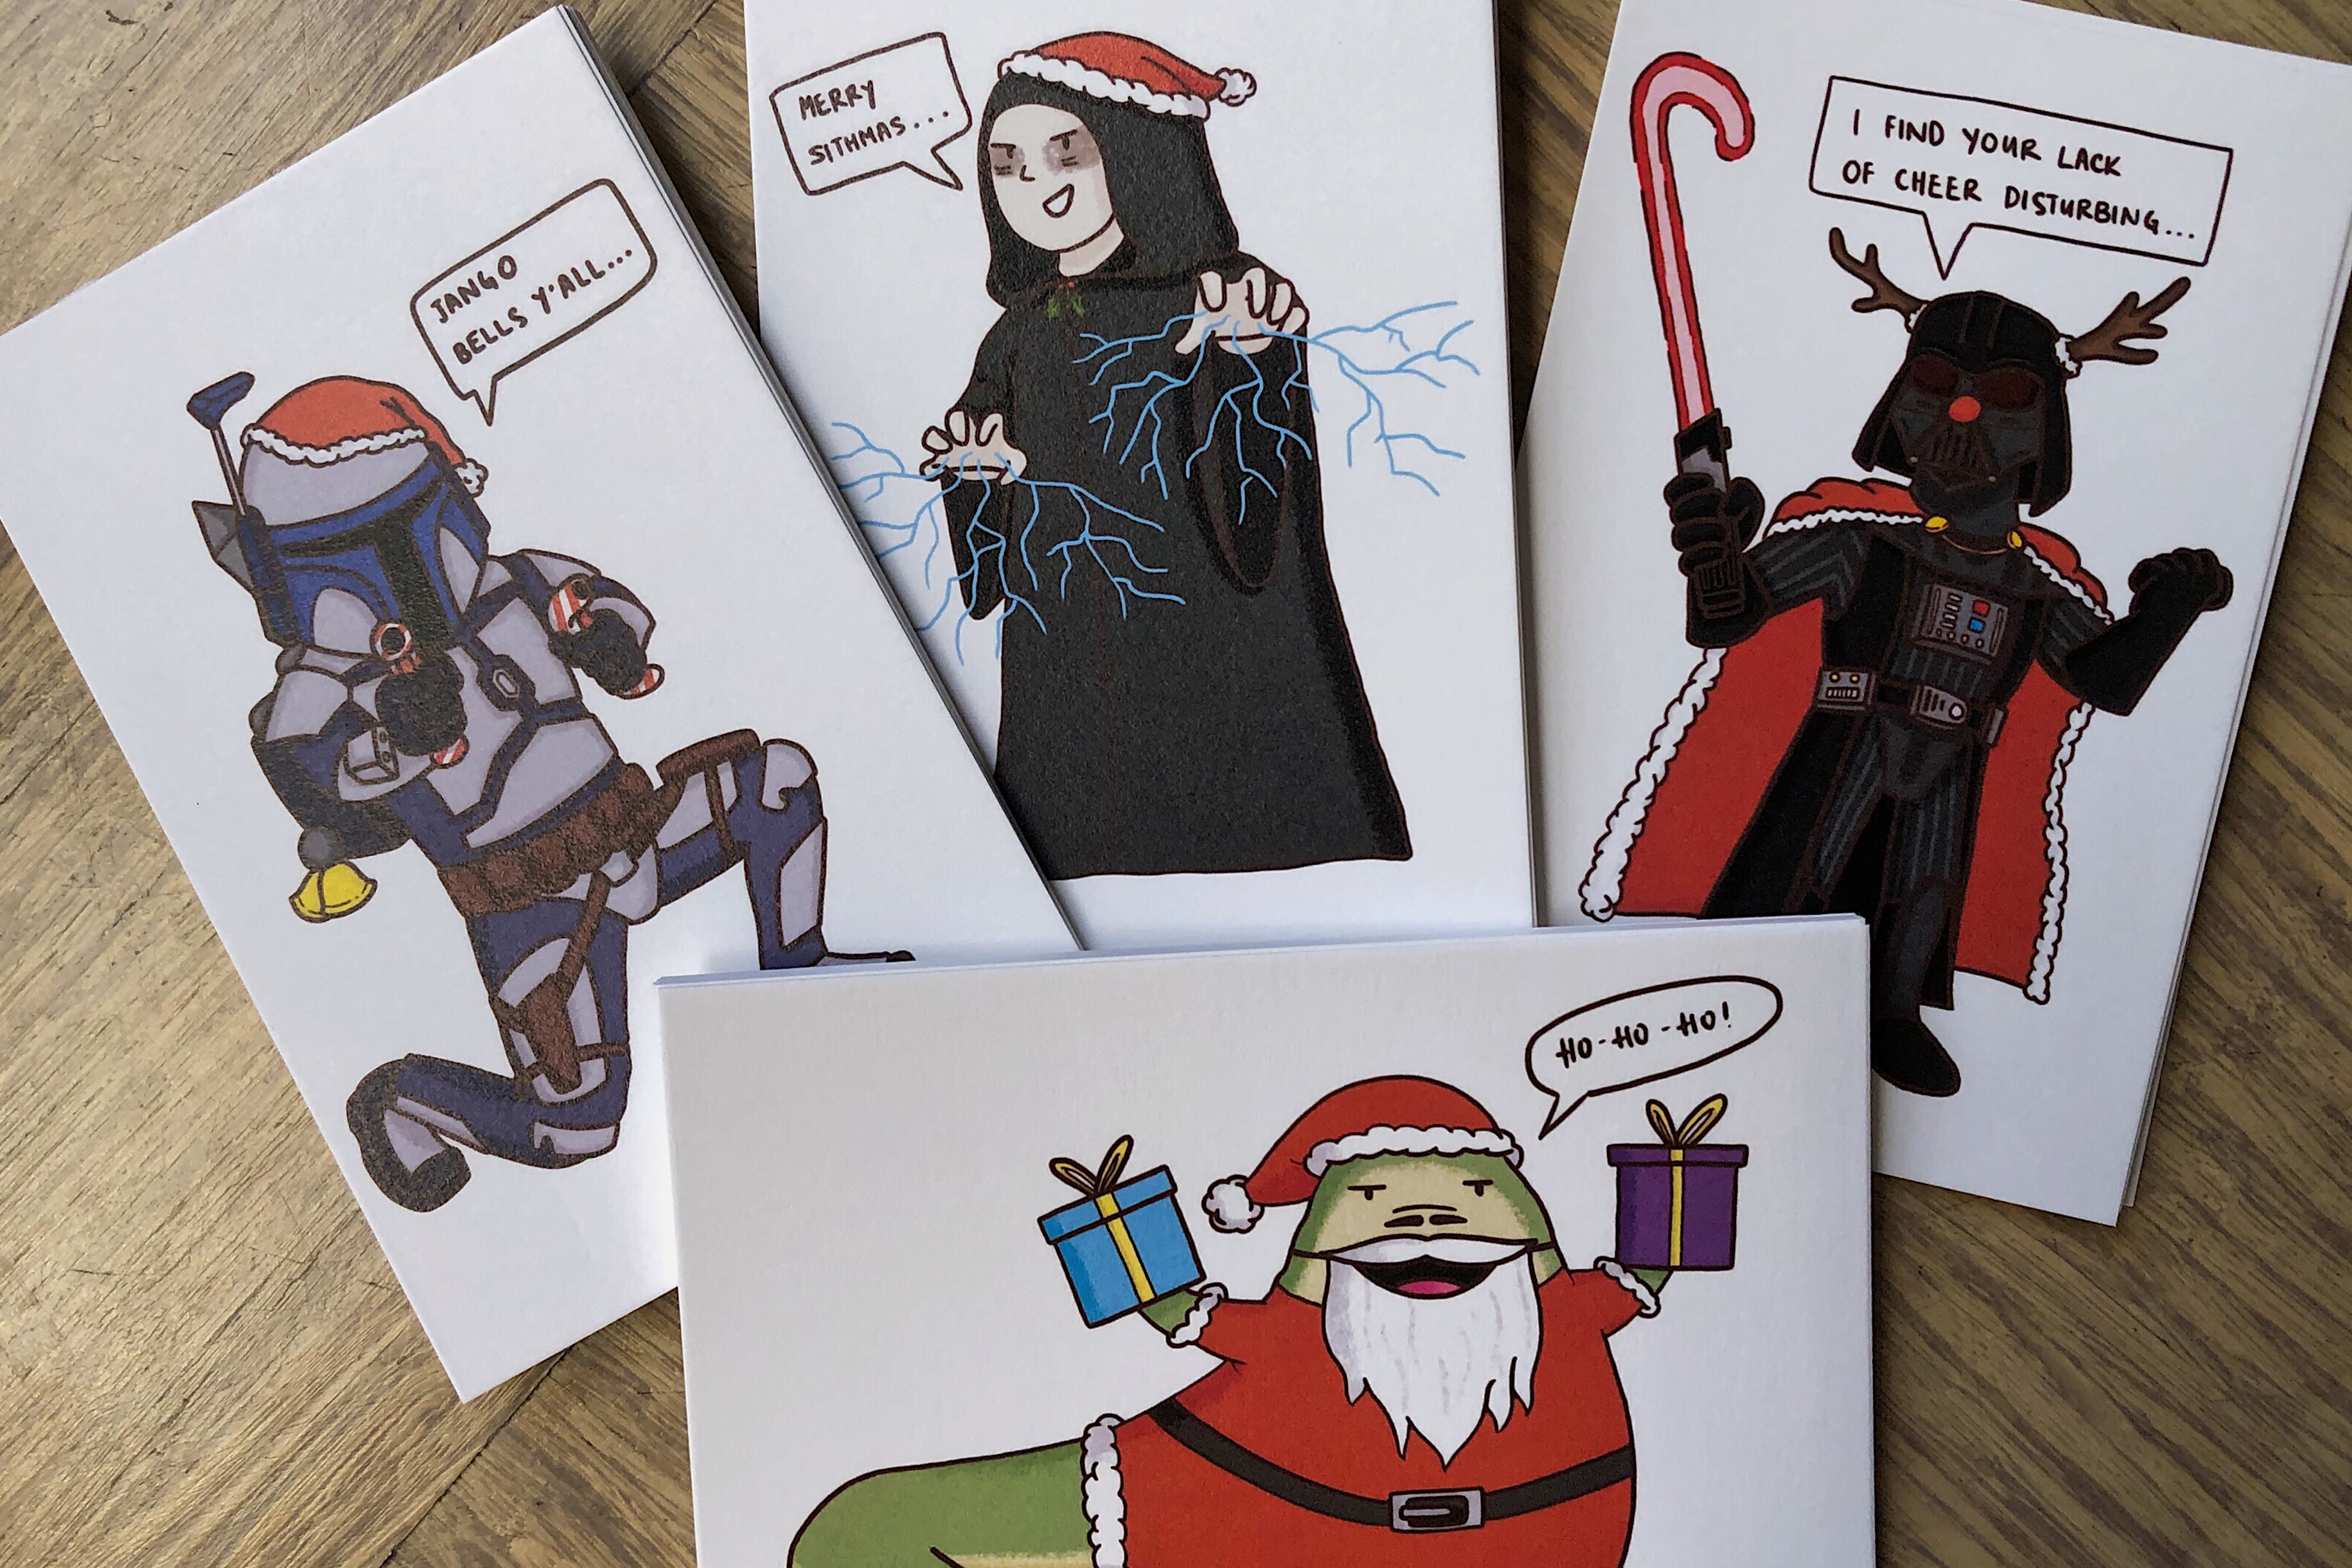 JANGO
BELLS Y'ALL...
MERRY
SITHMAS...
I FIND YOUR LACK
OF CHEER DISTURBING...
HO-HO-HO!